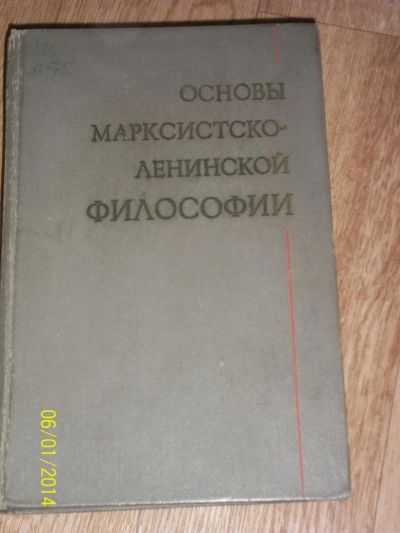 ОСНОВЫ
МАРКСИСТСКО-
ЛЕНИНСКОЙ
ФИЛОСОФИИ
06/01/2014